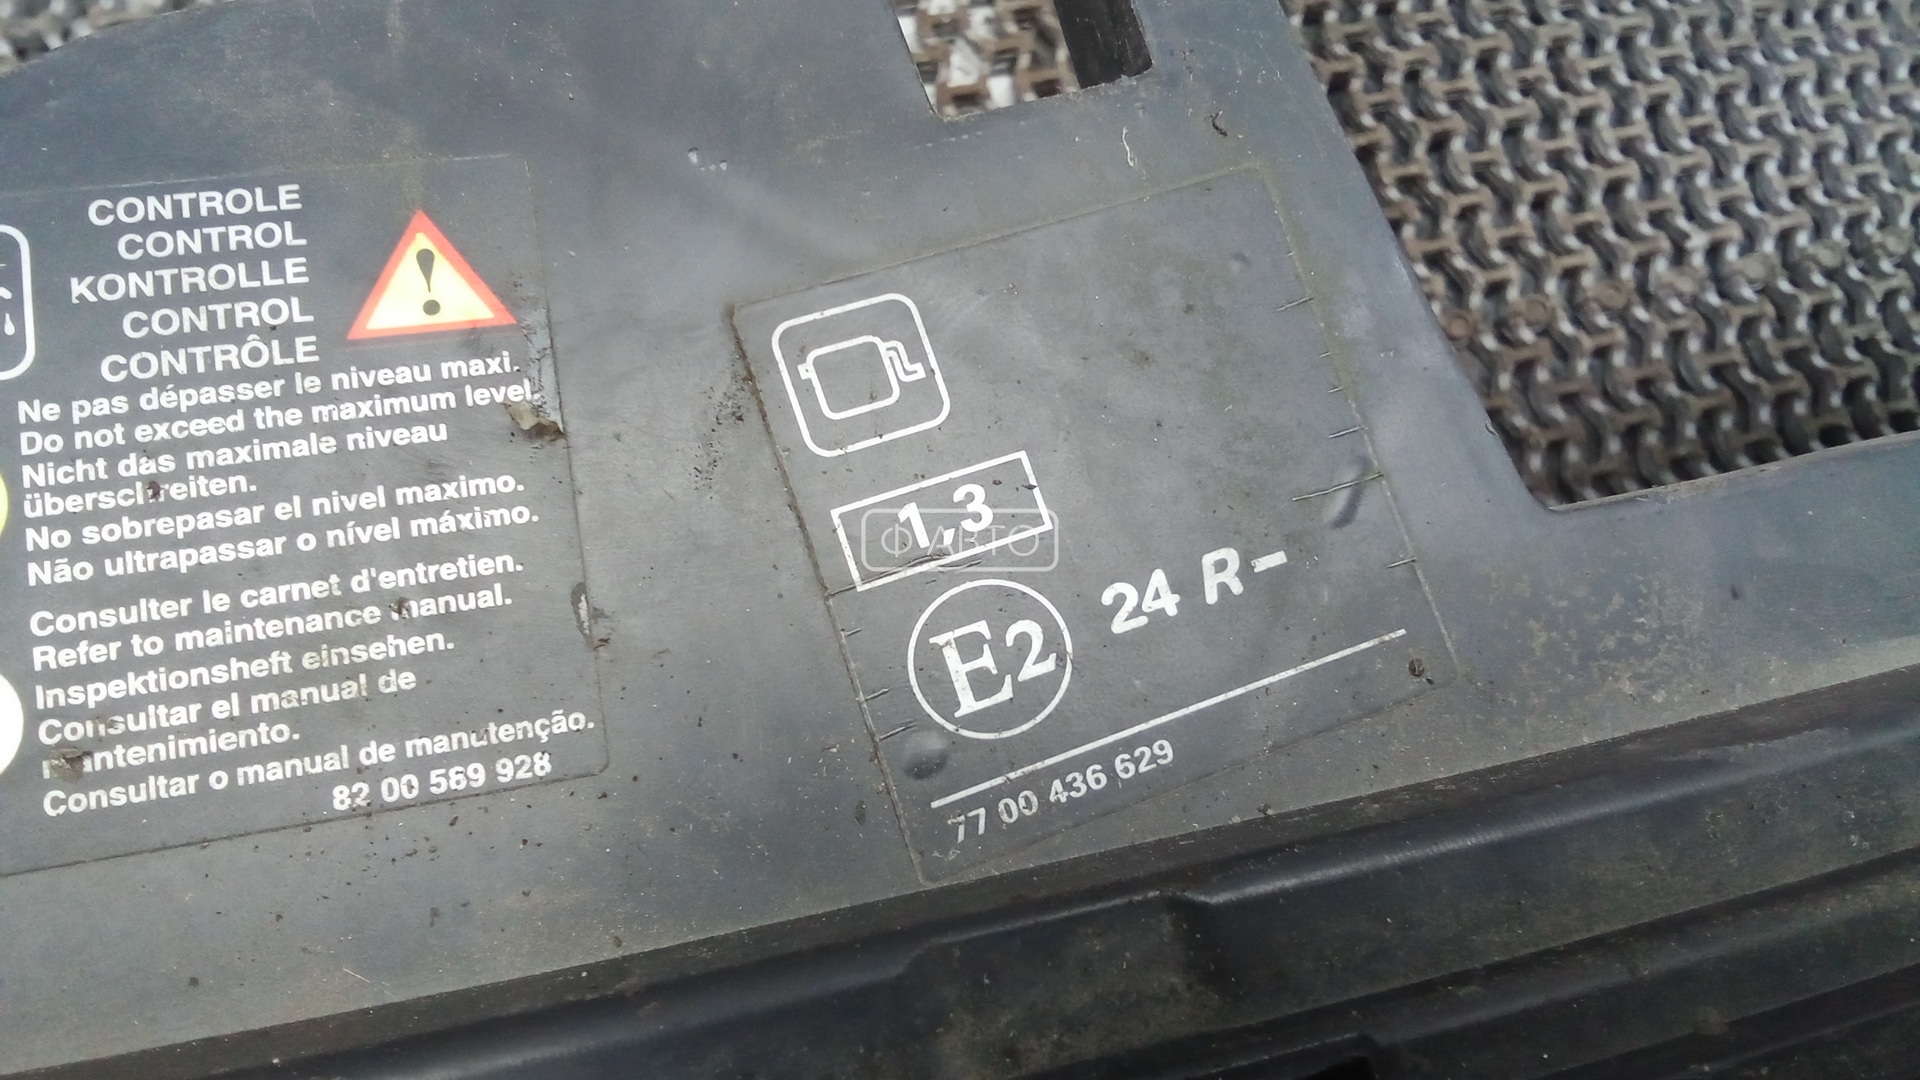 CONTROLE
CONTROL
KONTROLLE
CONTROL
CONTRÔLE
Ne pas dépasser le niveau maxi.
Do not exceed the maximum level.
Nicht das maximale niveau
überschreiten.
No sobrepasar el nivel maximo.
Não ultrapassar o nível máximo.
Consulter le carnet d'entretien.
Refer to maintenance manual.
Inspektionsheft einsehen.
Consultar el manual de
mantenimiento.
Consultar o manual de manutenção.
82 00 569 928
1,3
Ф АВТО
E2 24 R-
77 00 436 629